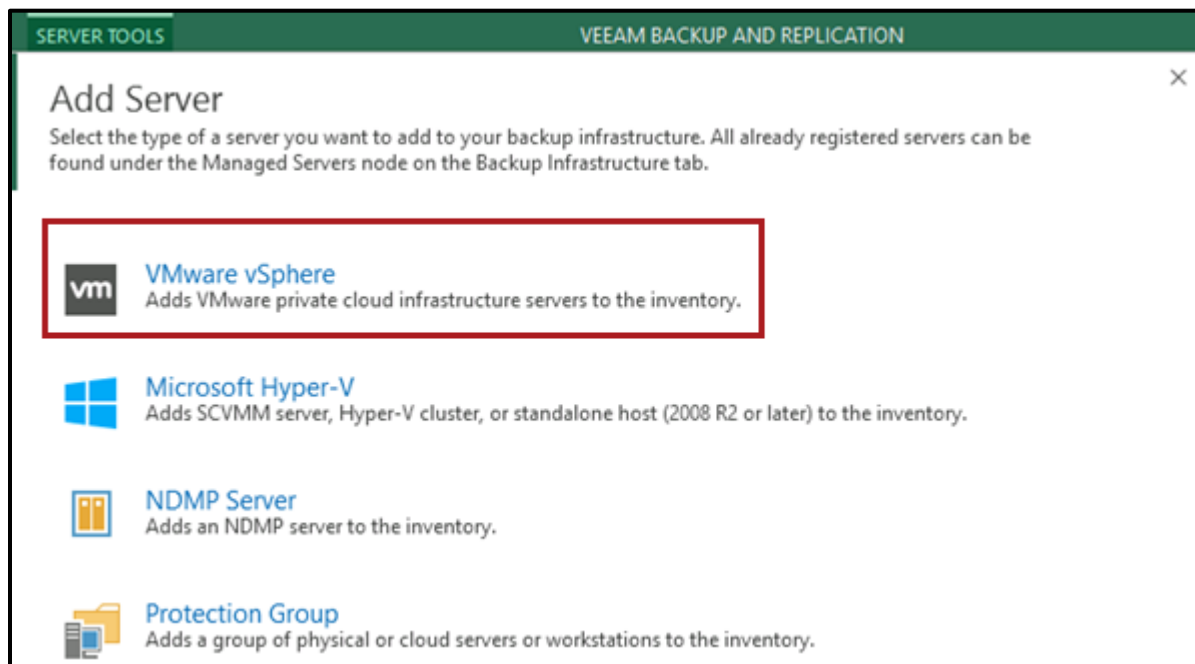 SERVER TOOLS
VEEAM BACKUP AND REPLICATION
Add Server
Select the type of a server you want to add to your backup infrastructure. All already registered servers can be
found under the Managed Servers node on the Backup Infrastructure tab.
vm
VMware vSphere
Adds VMware private cloud infrastructure servers to the inventory.
Microsoft Hyper-V
Adds SCVMM server, Hyper-V cluster, or standalone host (2008 R2 or later) to the inventory.
NDMP Server
Adds an NDMP server to the inventory.
Protection Group
Adds a group of physical or cloud servers or workstations to the inventory.